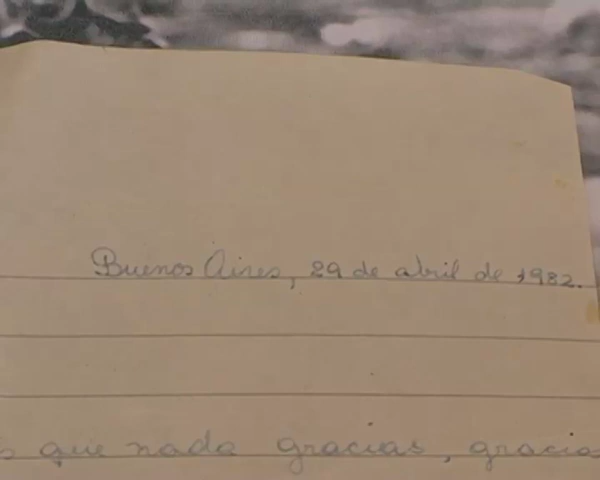 Buenos Aires, 29 de abril de 1982.
que nada gracias, gracia